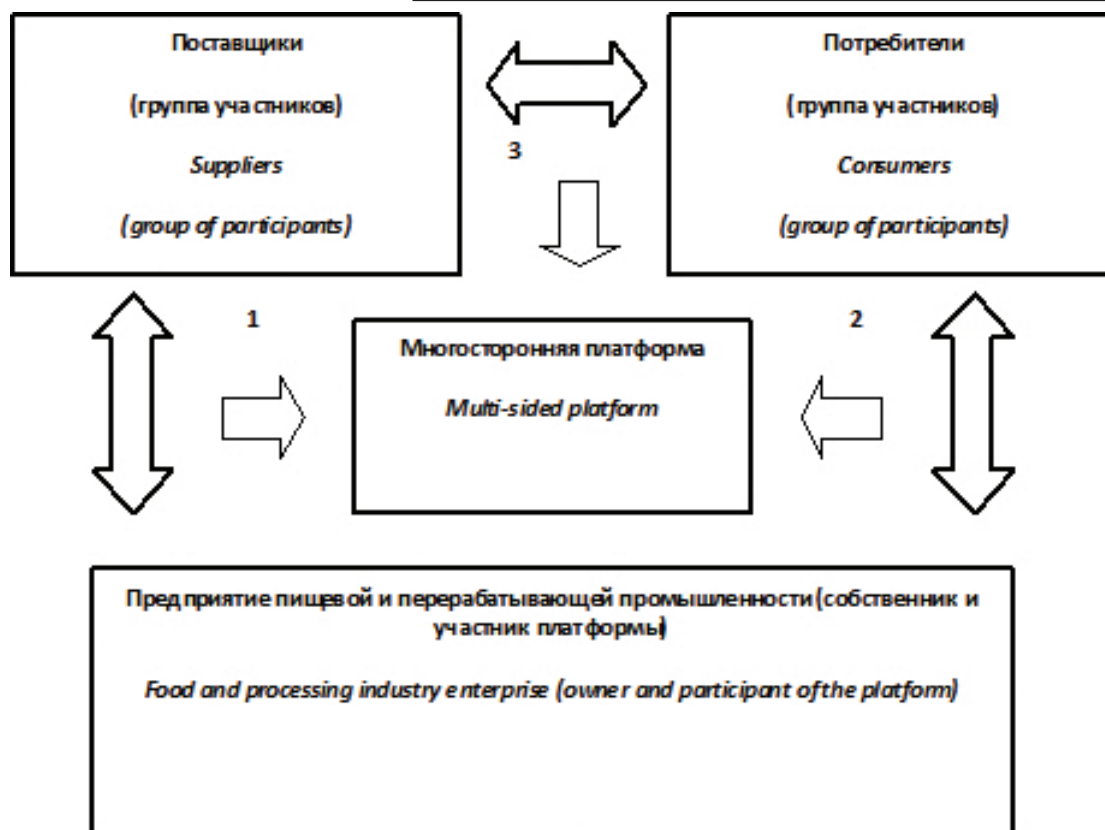 Поставщики
(группа участников)
Suppliers
(group of participants)
Потребители
(группа участников)
Consumers
(group of participants)
3
1
2
Многосторонняя платформа
Multi-sided platform
Предприятие пищевой и перерабатывающей промышленности (собственник и
участник платформы)
Food and processing industry enterprise (owner and participant of the platform)